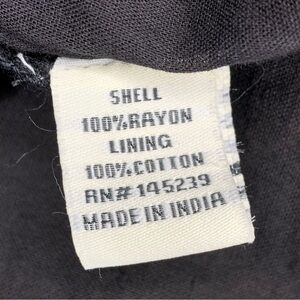 SHELL
100%RAYON
LINING
100%COTTON
RN#145239
MADE IN INDIA